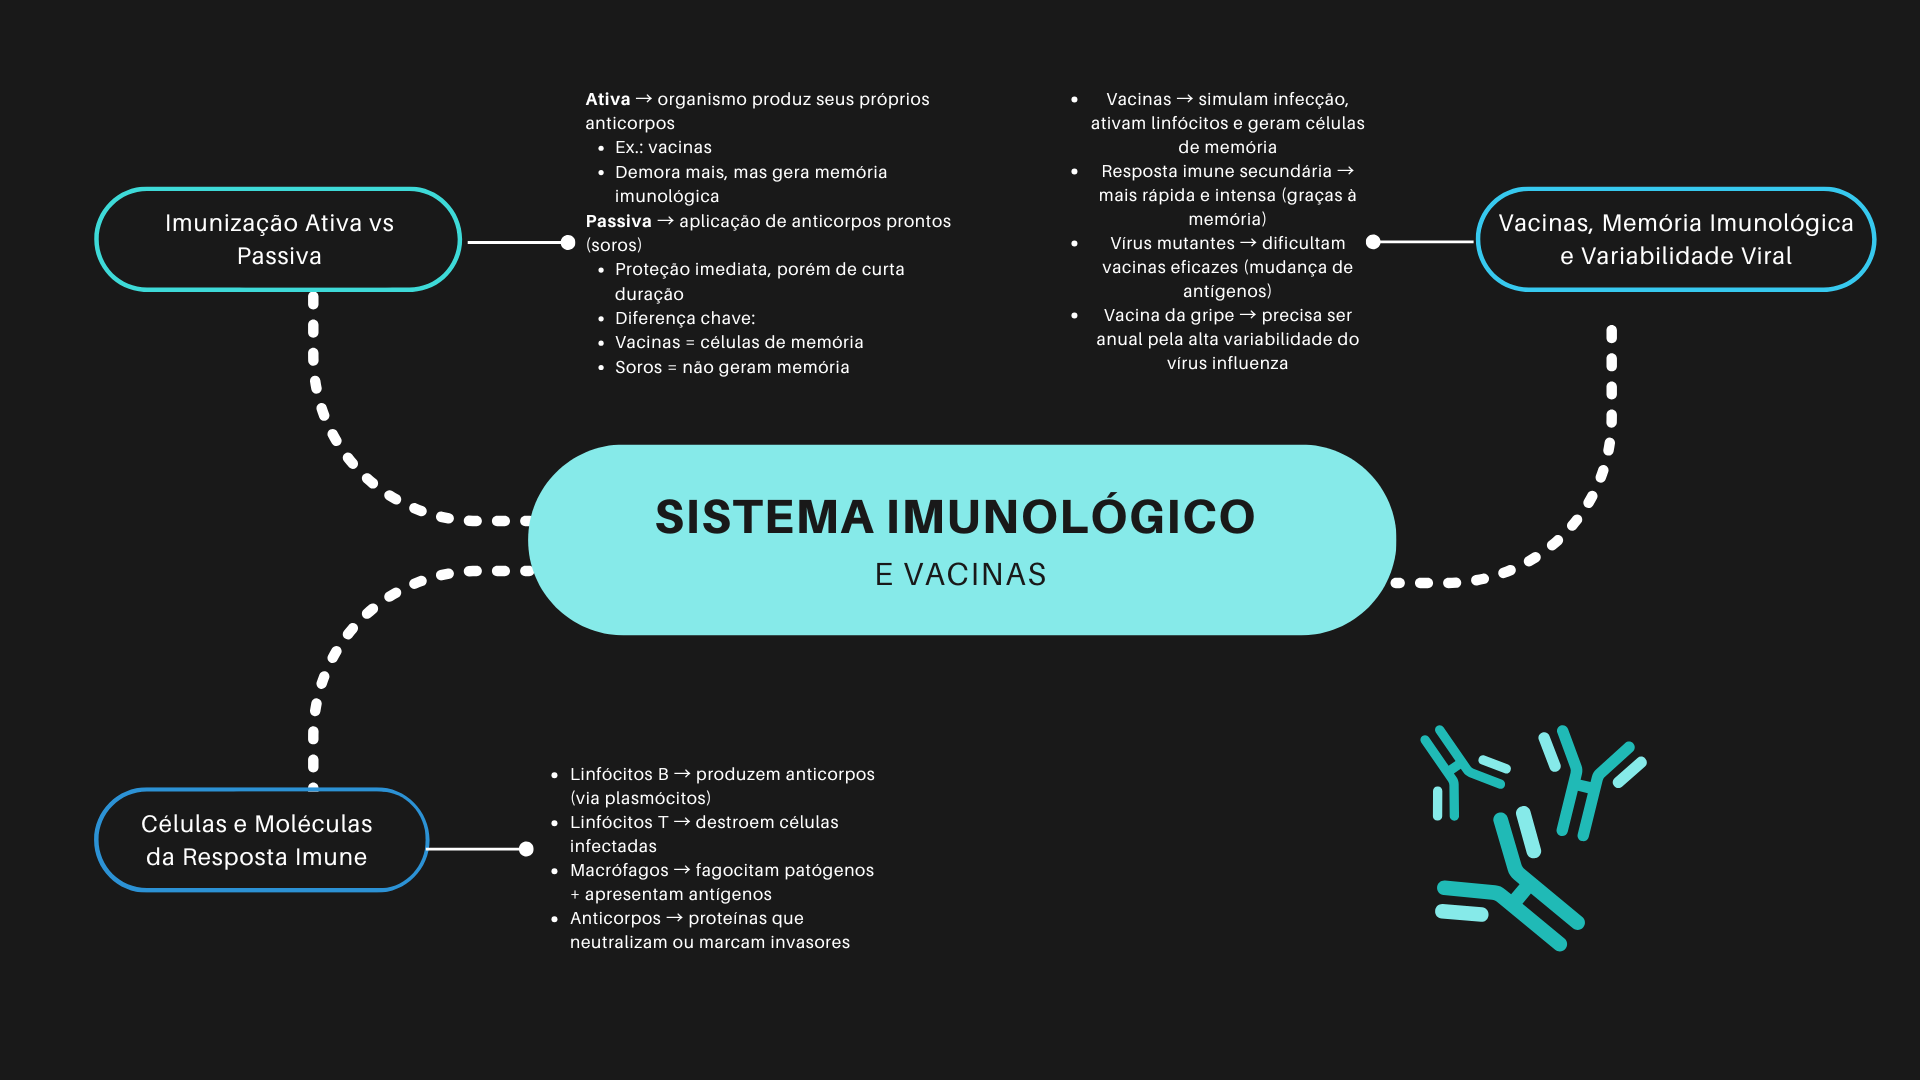 Imunização Ativa vs
Passiva
Ativa → organismo produz seus próprios
anticorpos
• Ex.: vacinas
• Demora mais, mas gera memória
imunológica
Passiva → aplicação de anticorpos prontos
(soros)
• Proteção imediata, porém de curta
duração
• Diferença chave:
• Vacinas = células de memória
• Soros = não geram memória
• Vacinas → simulam infecção,
ativam linfócitos e geram células
de memória
• Resposta imune secundária →
mais rápida e intensa (graças à
memória)
• Vírus mutantes → dificultam
vacinas eficazes (mudança de
antígenos)
• Vacina da gripe → precisa ser
anual pela alta variabilidade do
vírus influenza
Vacinas, Memória Imunológica
e Variabilidade Viral
SISTEMA IMUNOLÓGICO
E VACINAS
Células e Moléculas
da Resposta Imune
• Linfócitos B → produzem anticorpos
(via plasmócitos)
• Linfócitos T → destroem células
infectadas
• Macrófagos → fagocitam patógenos
+ apresentam antígenos
• Anticorpos → proteínas que
neutralizam ou marcam invasores